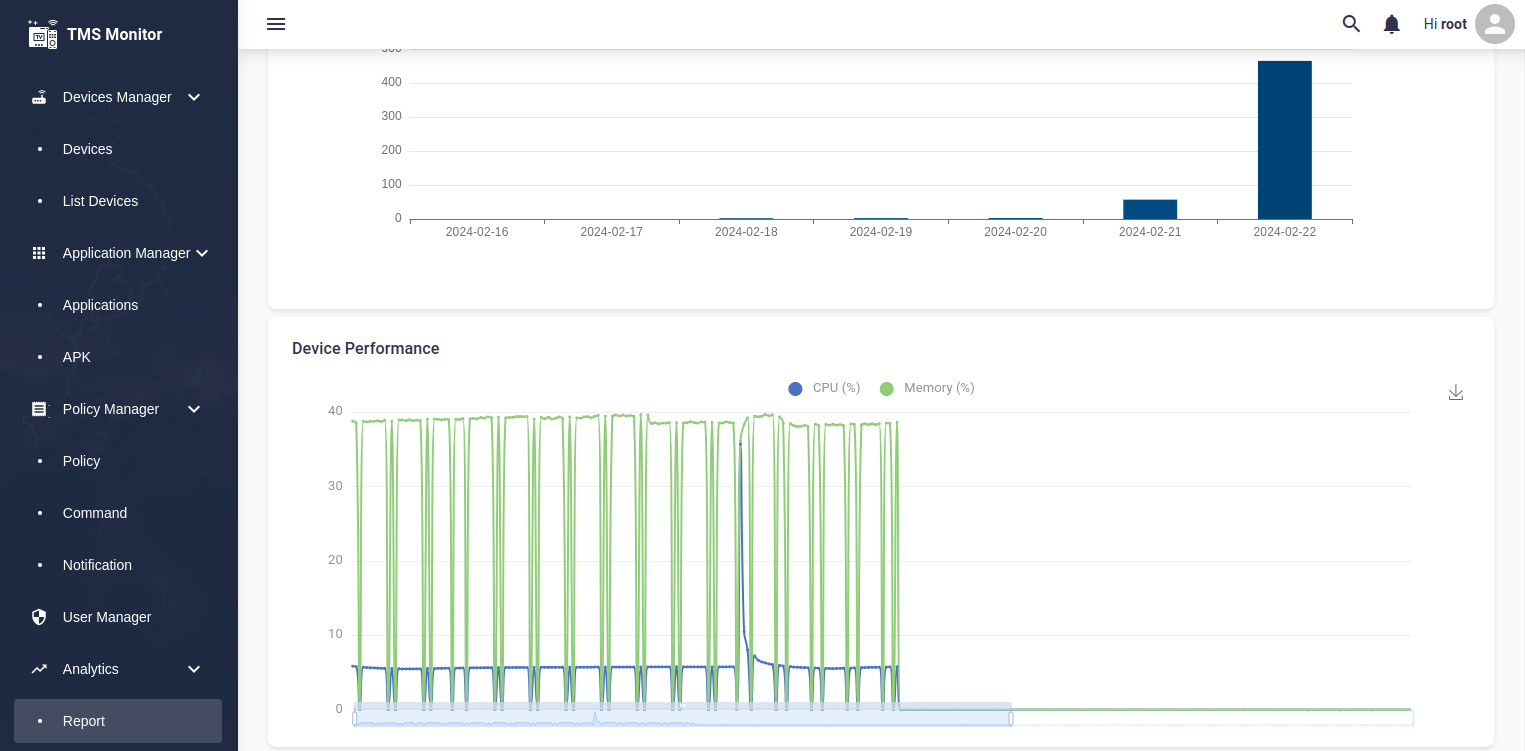 TMS Monitor
Hi root
Devices Manager
Devices
List Devices
Application Manager
Applications
APK
Policy Manager
Policy
Command
Notification
User Manager
Analytics
Report
TV
500
400
300
200
100
0
2024-02-16 2024-02-17 2024-02-18 2024-02-19 2024-02-20 2024-02-21 2024-02-22
Device Performance
CPU (%) Memory (%)
40
30
20
10
0